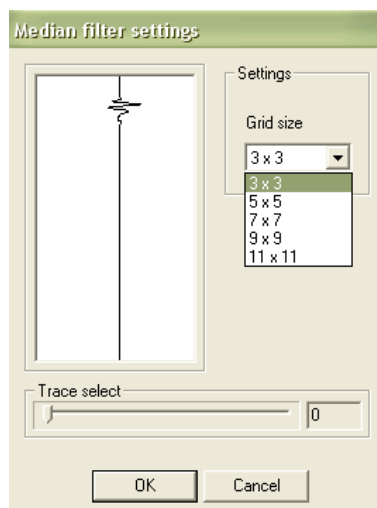 Median filter settings
Settings
Grid size
3 x 3
3 x 3
5 x 5
7 x 7
9 x 9
11 x 11
Trace select
0
OK
Cancel